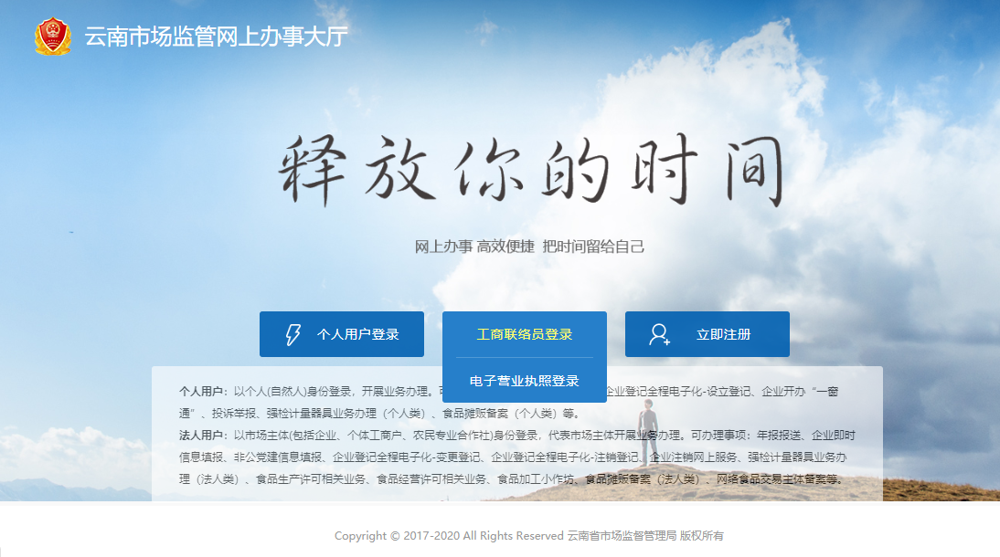 云南市场监管网上办事大厅
释放你的时间
网上办事 高效便捷 把时间留给自己
个人用户登录
工商联络员登录
立即注册
电子营业执照登录
个人用户：以个人(自然人)身份登录，开展业务办理。
企业登记全程电子化-设立登记、企业开办“一窗
通”、投诉举报、强检计量器具业务办理（个人类）、食品摊贩备案（个人类）等。
法人用户：以市场主体(包括企业、个体工商户、农民专业合作社)身份登录，代表市场主体开展业务办理。可办理事项：年报报送、企业即时
信息填报、非公党建信息填报、企业登记全程电子化-变更登记、企业登记全程电子化-注销登记、企业注销网上服务、强检计量器具业务办
理（法人类）、食品生产许可相关业务、食品经营许可相关业务、食品加工小作坊、食品摊贩备案（法人类）、网络食品交易主体备案等。
Copyright © 2017-2020 All Rights Reserved 云南省市场监督管理局 版权所有